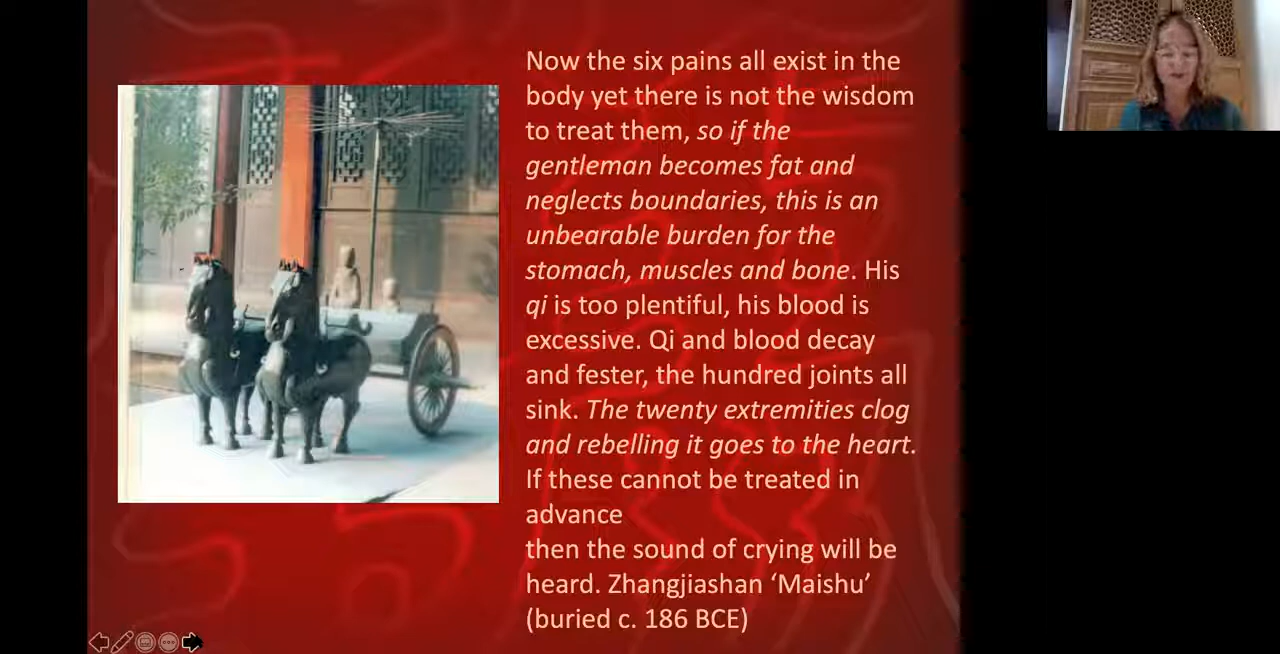 Now the six pains all exist in the
body yet there is not the wisdom
to treat them, so if the
gentleman becomes fat and
neglects boundaries, this is an
unbearable burden for the
stomach, muscles and bone. His
qi is too plentiful, his blood is
excessive. Qi and blood decay
and fester, the hundred joints all
sink. The twenty extremities clog
and rebelling it goes to the heart.
If these cannot be treated in
advance
then the sound of crying will be
heard. Zhangjiashan ‘Maishu’
(buried c. 186 BCE)